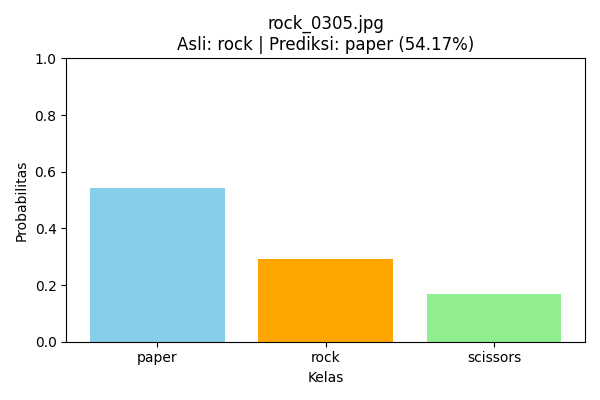 rock_0305.jpg
Asli: rock | Prediksi: paper (54.17%)
1.0
0.8
0.6
0.4
0.2
0.0
Probabilitas
paper rock scissors
Kelas